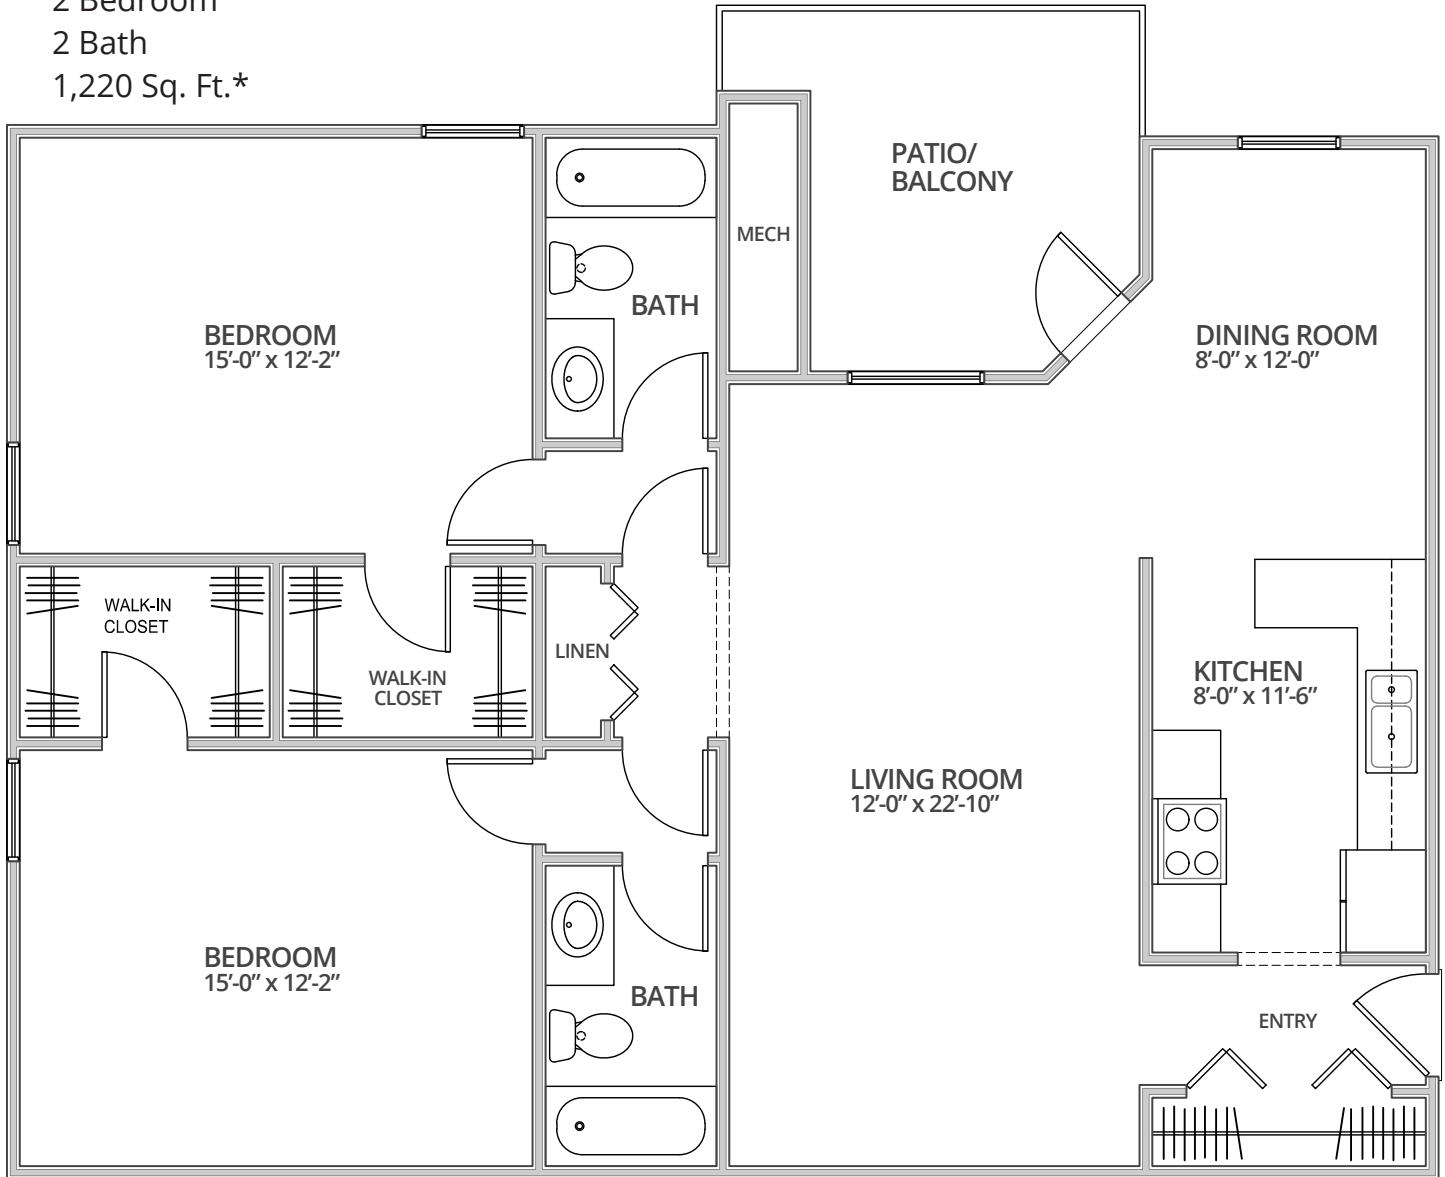 2 Bedroom
2 Bath
1,220 Sq. Ft.*
PATIO/
BALCONY
MECH
BATH
BEDROOM
15’-0” x 12’-2”
DINING ROOM
8’-0” x 12’-0”
WALK-IN
CLOSET
WALK-IN
CLOSET
LINEN
KITCHEN
8’-0” x 11’-6”
LIVING ROOM
12’-0” x 22’-10”
BEDROOM
15’-0” x 12’-2”
BATH
ENTRY